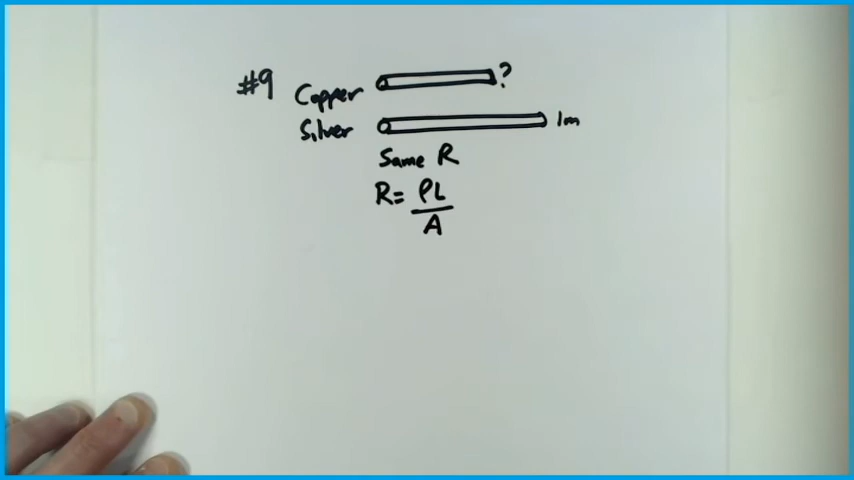 #9 Copper ?
Silver 1m
Same R
R= ρL
A